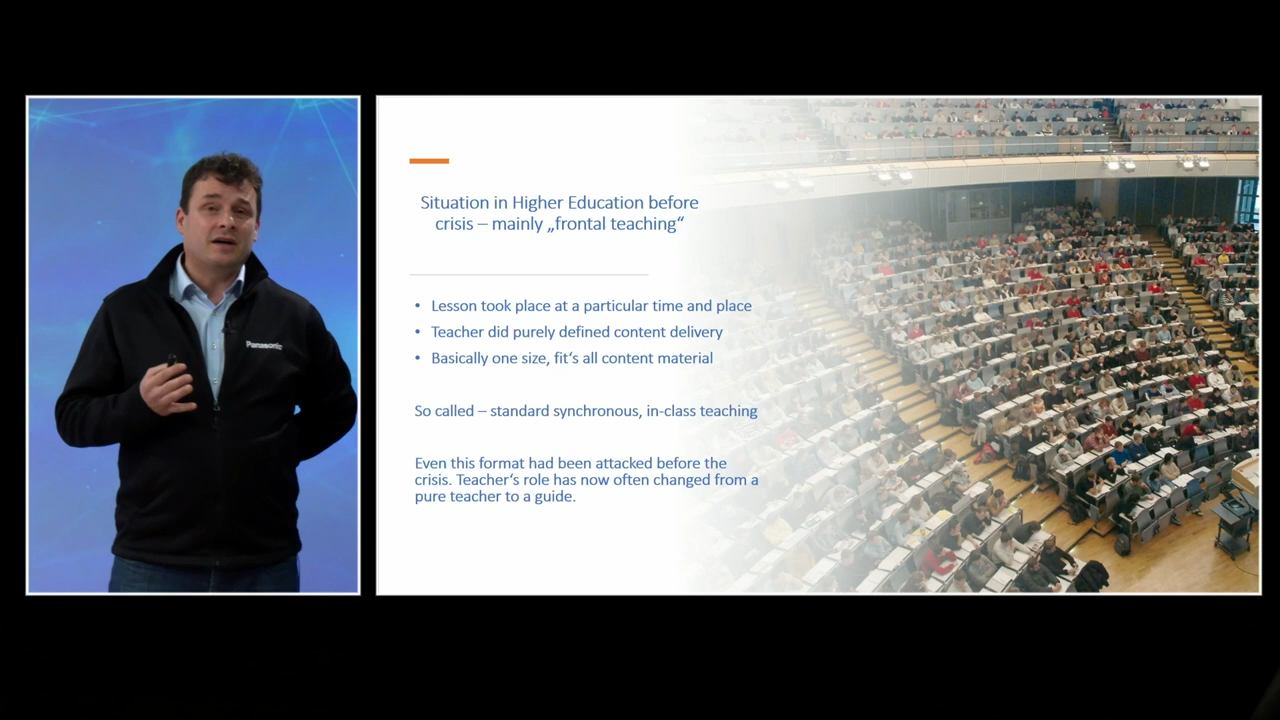 Panasonic
Situation in Higher Education before
crisis – mainly „frontal teaching“
• Lesson took place at a particular time and place
• Teacher did purely defined content delivery
• Basically one size, fit‘s all content material
So called – standard synchronous, in-class teaching
Even this format had been attacked before the
crisis. Teacher‘s role has now often changed from a
pure teacher to a guide.